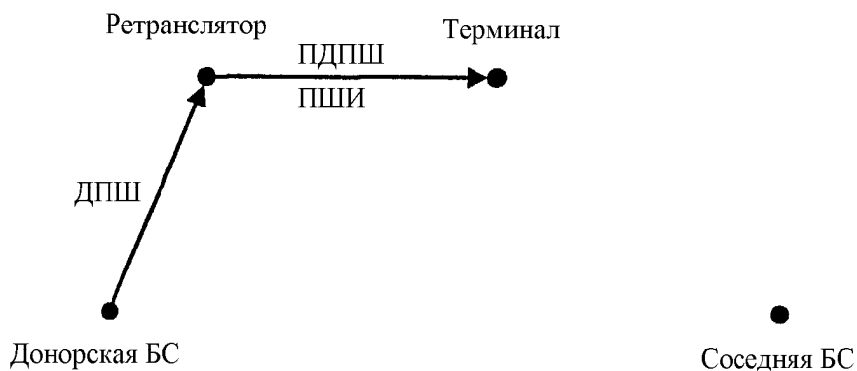 Ретранслятор
Терминал
ПДПШ
ПШИ
ДПШ
Донорская БС
Соседняя БС